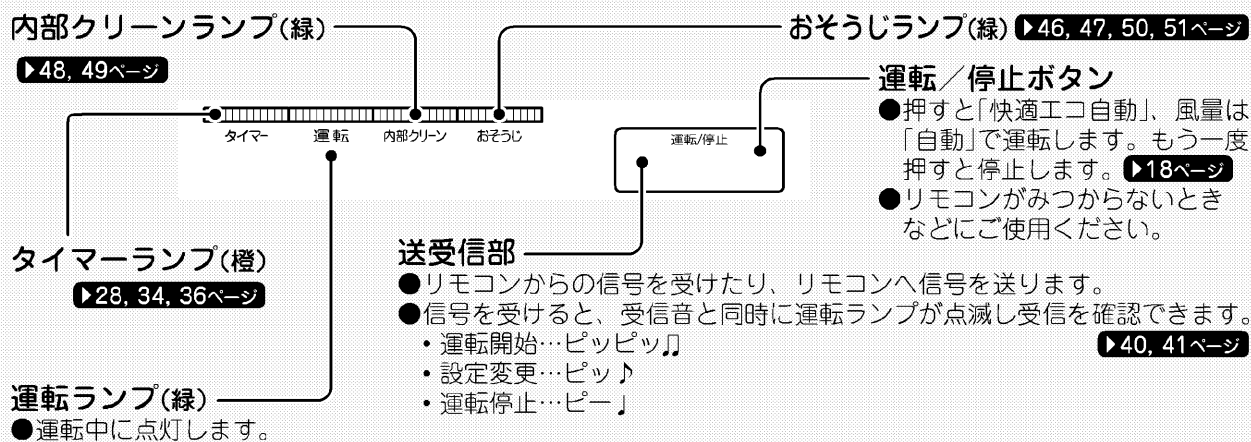 内部クリーンランプ(緑)
▶48, 49ページ
おそうじランプ(緑) ▶46, 47, 50, 51ページ
タイマー 運転 内部クリーン おそうじ
運転/停止
運転／停止ボタン
●押すと「快適エコ自動」、風量は
「自動」で運転します。もう一度
押すと停止します。▶18ページ
●リモコンがみつからないとき
などにご使用ください。
タイマーランプ(橙)
▶28, 34, 36ページ
送受信部
●リモコンからの信号を受けたり、リモコンへ信号を送ります。
●信号を受けると、受信音と同時に運転ランプが点滅し受信を確認できます。
▶40, 41ページ
・運転開始…ピッピッ♫
・設定変更…ピッ♪
・運転停止…ピー♩
運転ランプ(緑)
●運転中に点灯します。